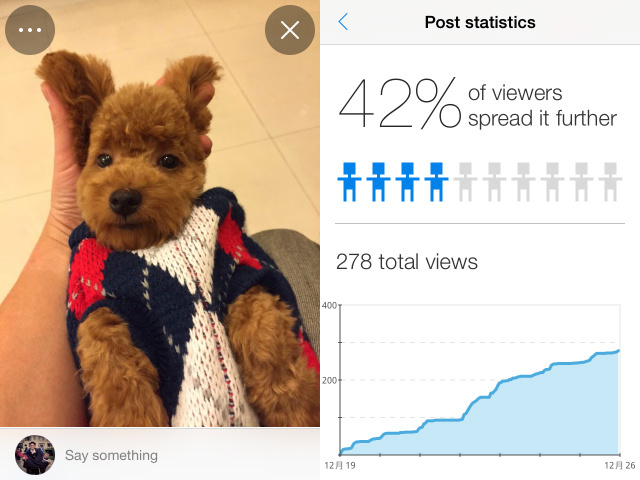 Say something
Post statistics
42%
of viewers
spread it further
278 total views
400
200
12月19
12月26